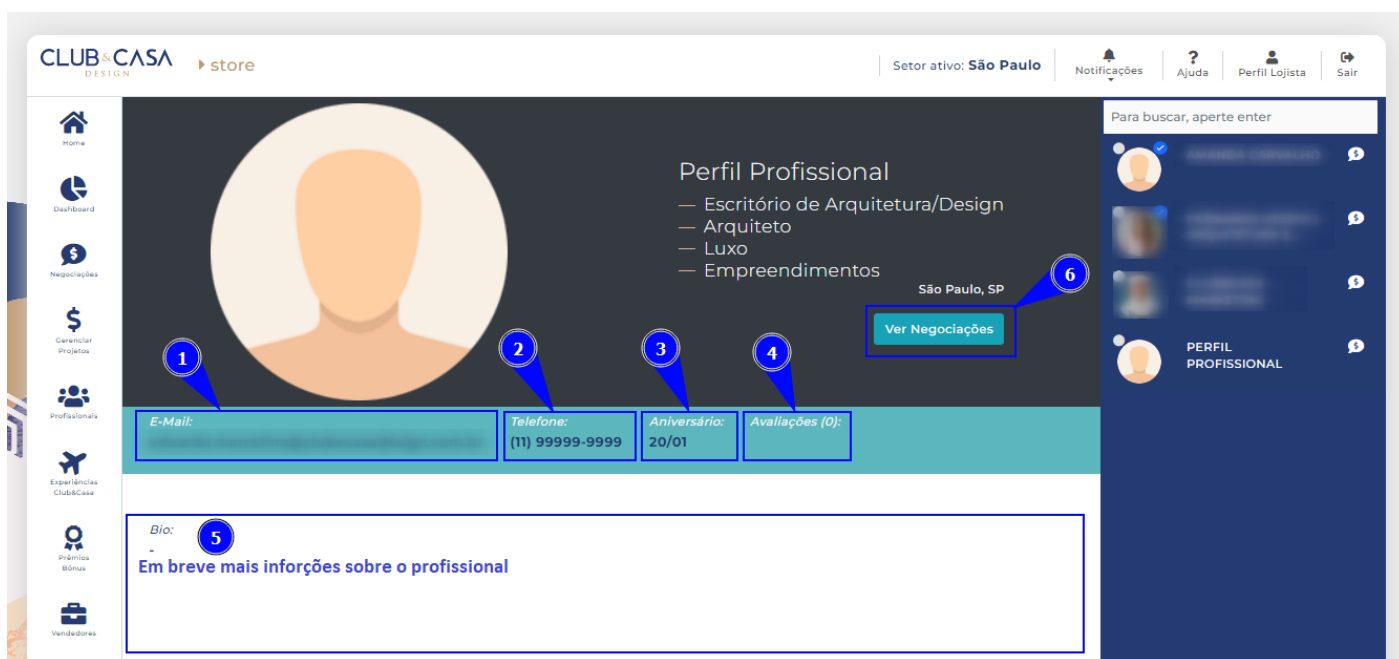 CLUB&CASA
DESIGN
store
Setor ativo: São Paulo
Notificações
Ajuda
Perfil Lojista
Sair
Home
Dashboard
Negociações
Gerenciar
Projetos
Profissionais
Experiências
Club&Casa
Prêmios
Bônus
Vendedores
Perfil Profissional
— Escritório de Arquitetura/Design
— Arquiteto
— Luxo
— Empreendimentos
São Paulo, SP
6
Ver Negociações
1
2
3
4
E-Mail:
Telefone:
(11) 99999-9999
Aniversário:
20/01
Avaliações (0):
Bio:
5
-
Em breve mais inforções sobre o profissional
Para buscar, aperte enter
PERFIL
PROFISSIONAL